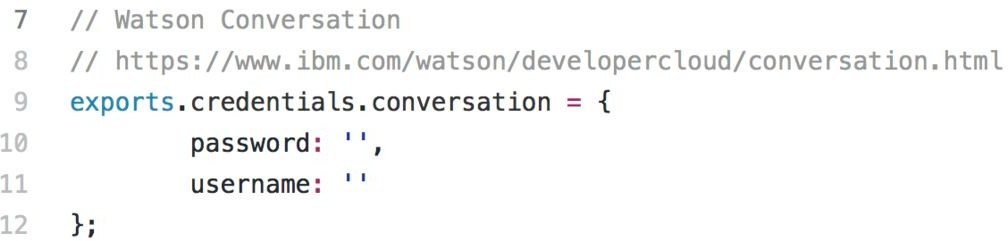 7 // Watson Conversation
8 // https://www.ibm.com/watson/developercloud/conversation.html
9 exports.credentials.conversation = {
10 password: '',
11 username: ''
12 };